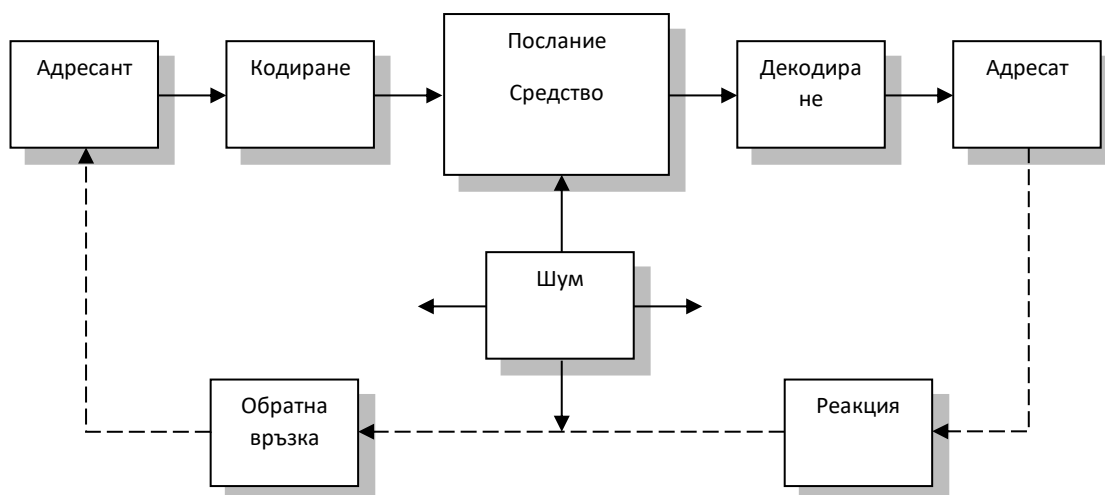 Адресант
Кодиране
Послание
Средство
Декодира
не
Адресат
Шум
Обратна
връзка
Реакция